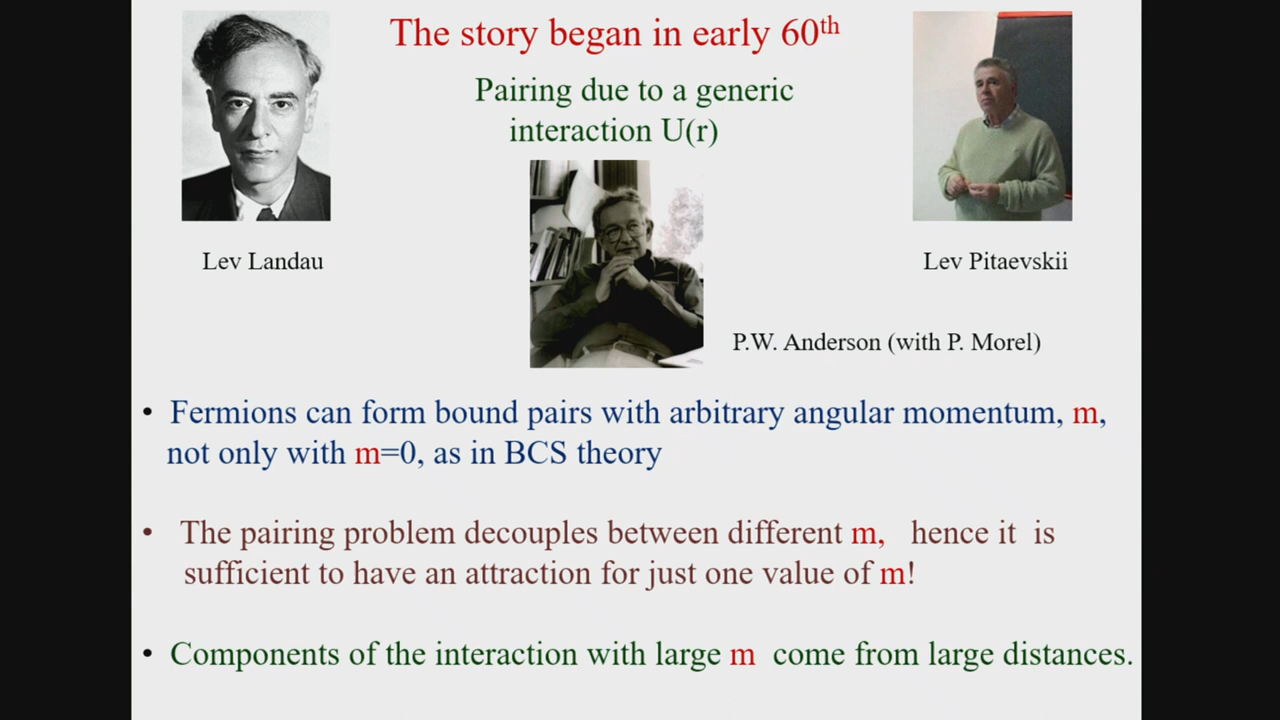 The story began in early 60th
Pairing due to a generic
interaction U(r)
Lev Landau
Lev Pitaevskii
P.W. Anderson (with P. Morel)
• Fermions can form bound pairs with arbitrary angular momentum, m,
not only with m=0, as in BCS theory
• The pairing problem decouples between different m, hence it is
sufficient to have an attraction for just one value of m!
• Components of the interaction with large m come from large distances.